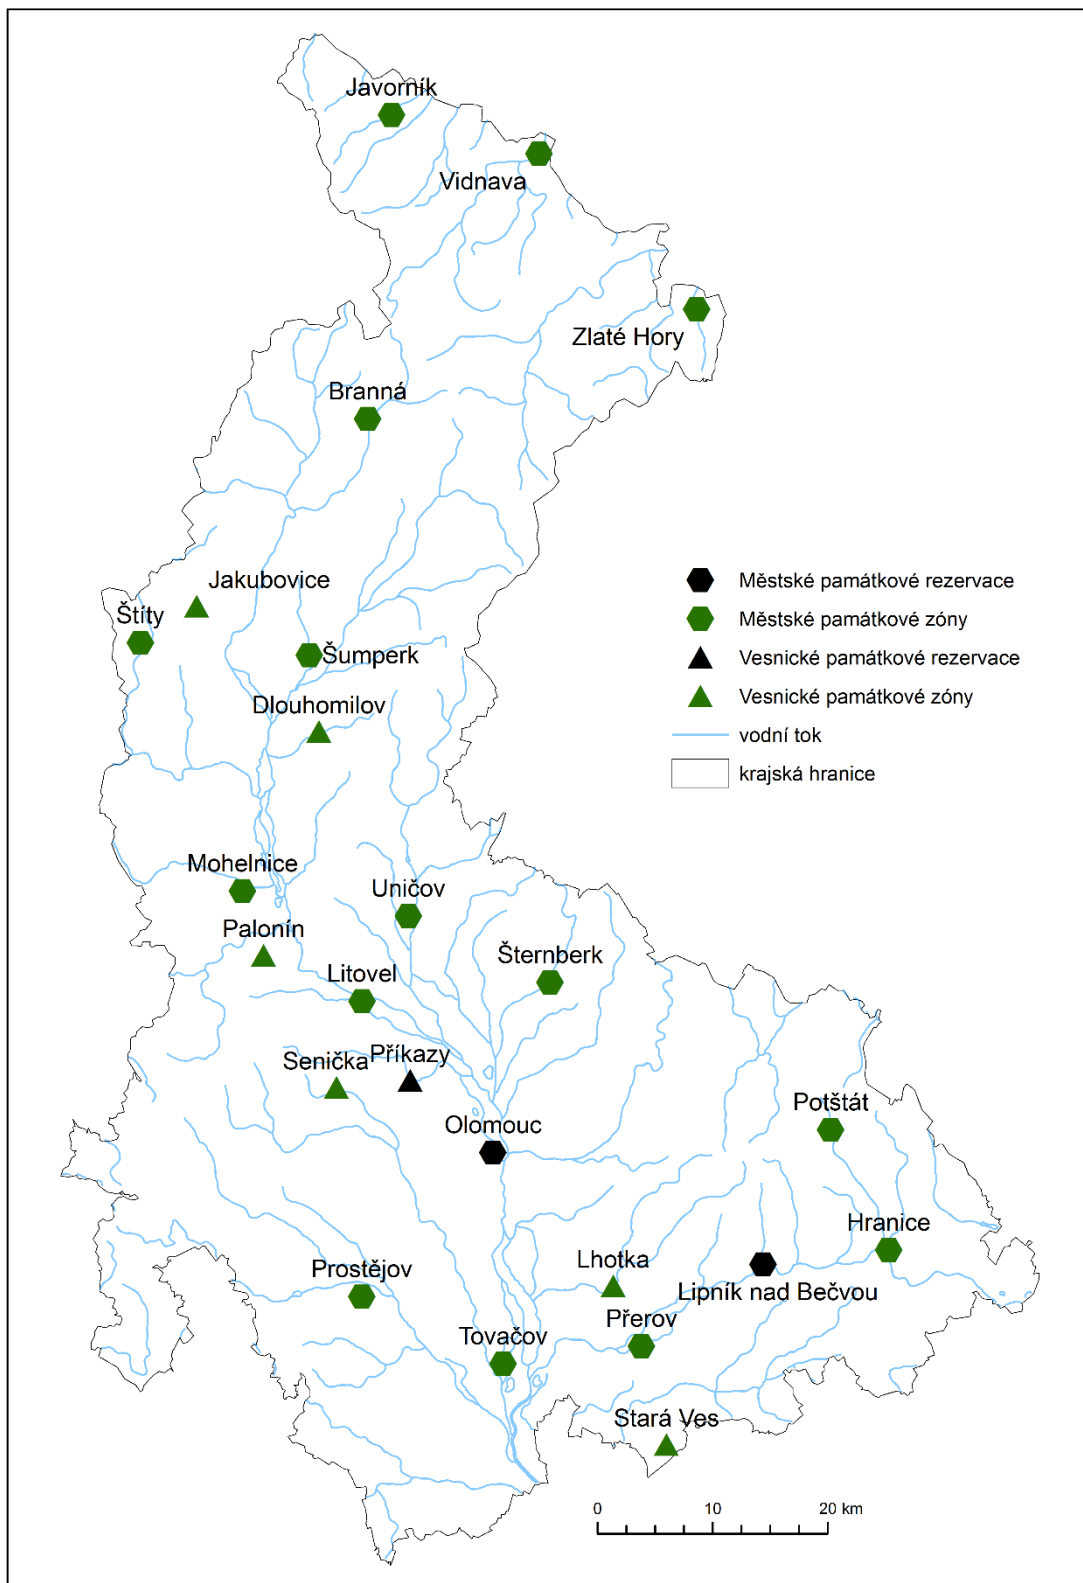 Javorník
Vidnava
Zlaté Hory
Branná
Jakubovice
Štíty
Šumperk
Dlouhomilov
Městské památkové rezervace
Městské památkové zóny
Vesnické památkové rezervace
Vesnické památkové zóny
vodní tok
krajská hranice
Mohelnice
Uničov
Palonín
Šternberk
Litovel
Senička
Příkazy
Olomouc
Potštát
Hranice
Lhotka
Prostějov
Lipník nad Bečvou
Přerov
Tovačov
Stará Ves
0 10 20 km